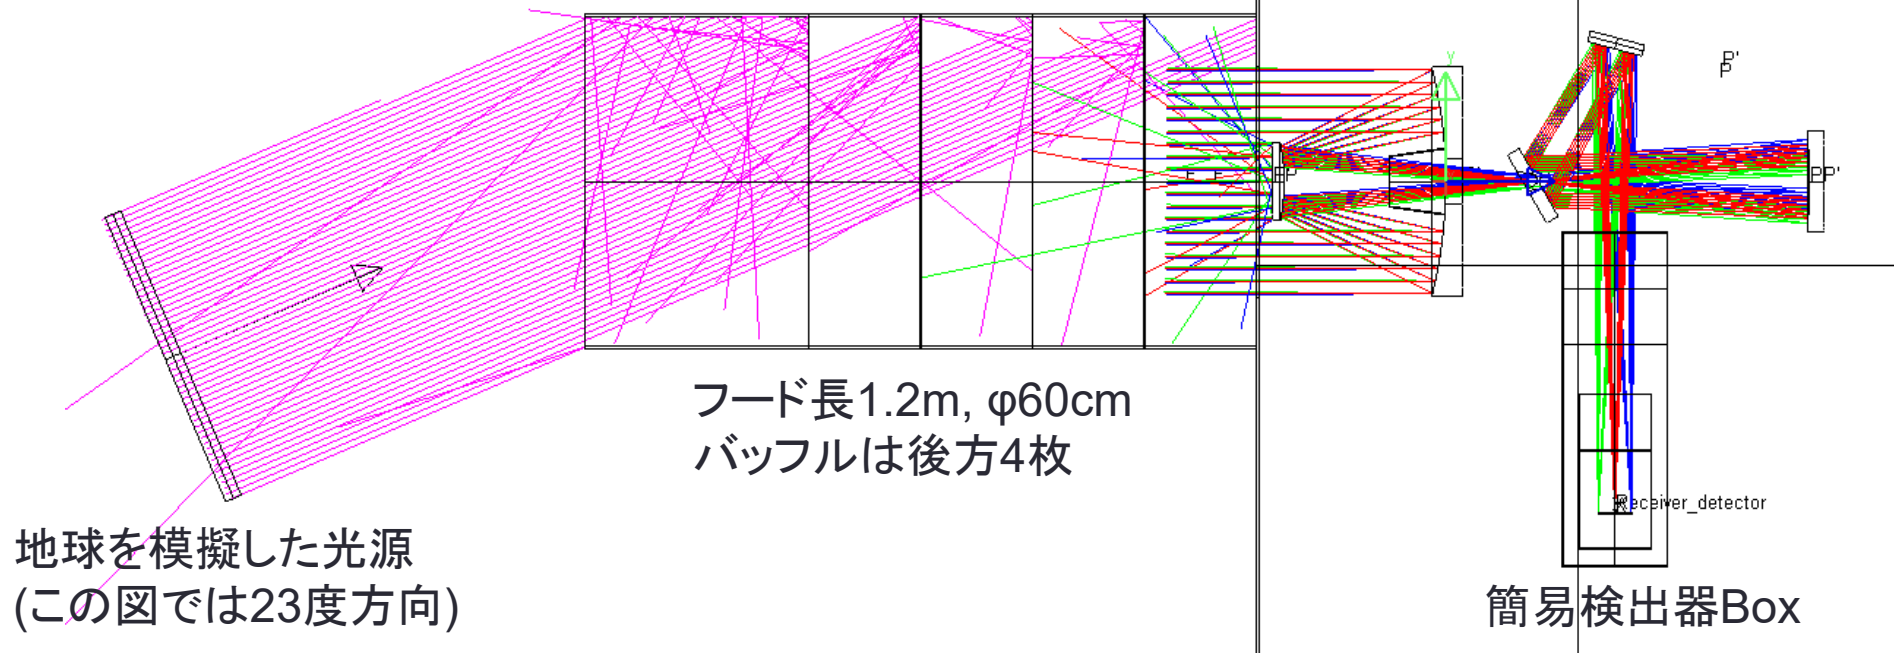 y
P'
P
PP'
フード長1.2m, φ60cm
バッフルは後方4枚
Receiver_detector
地球を模擬した光源
(この図では23度方向)
簡易検出器Box